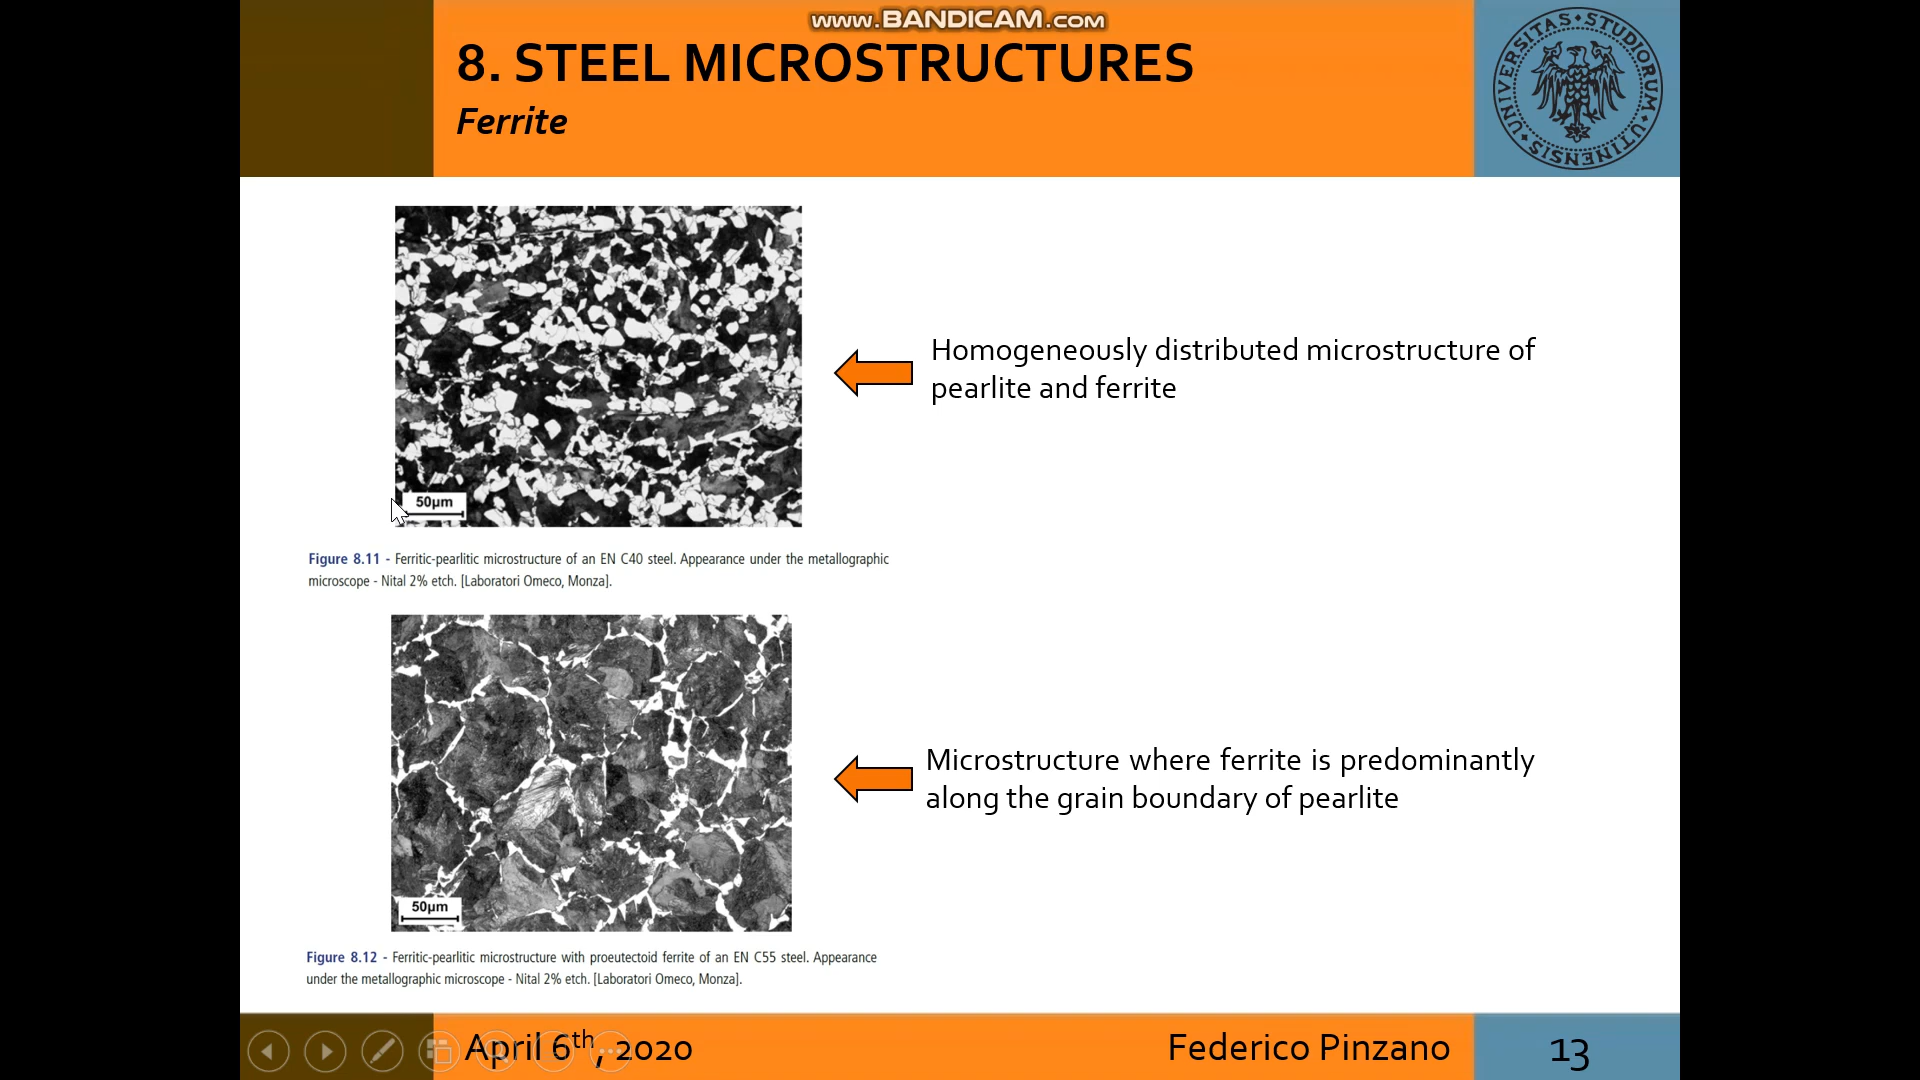 www.BANDICAM.com
8. STEEL MICROSTRUCTURES
Ferrite
UNIVERSITAS STUDIORUM UTINENSIS
50µm
Homogeneously distributed microstructure of
pearlite and ferrite
Figure 8.11 - Ferritic-pearlitic microstructure of an EN C40 steel. Appearance under the metallographic
microscope - Nital 2% etch. [Laboratori Omeco, Monza].
50µm
Microstructure where ferrite is predominantly
along the grain boundary of pearlite
Figure 8.12 - Ferritic-pearlitic microstructure with proeutectoid ferrite of an EN C55 steel. Appearance
under the metallographic microscope - Nital 2% etch. [Laboratori Omeco, Monza].
April 6th, 2020
Federico Pinzano
13